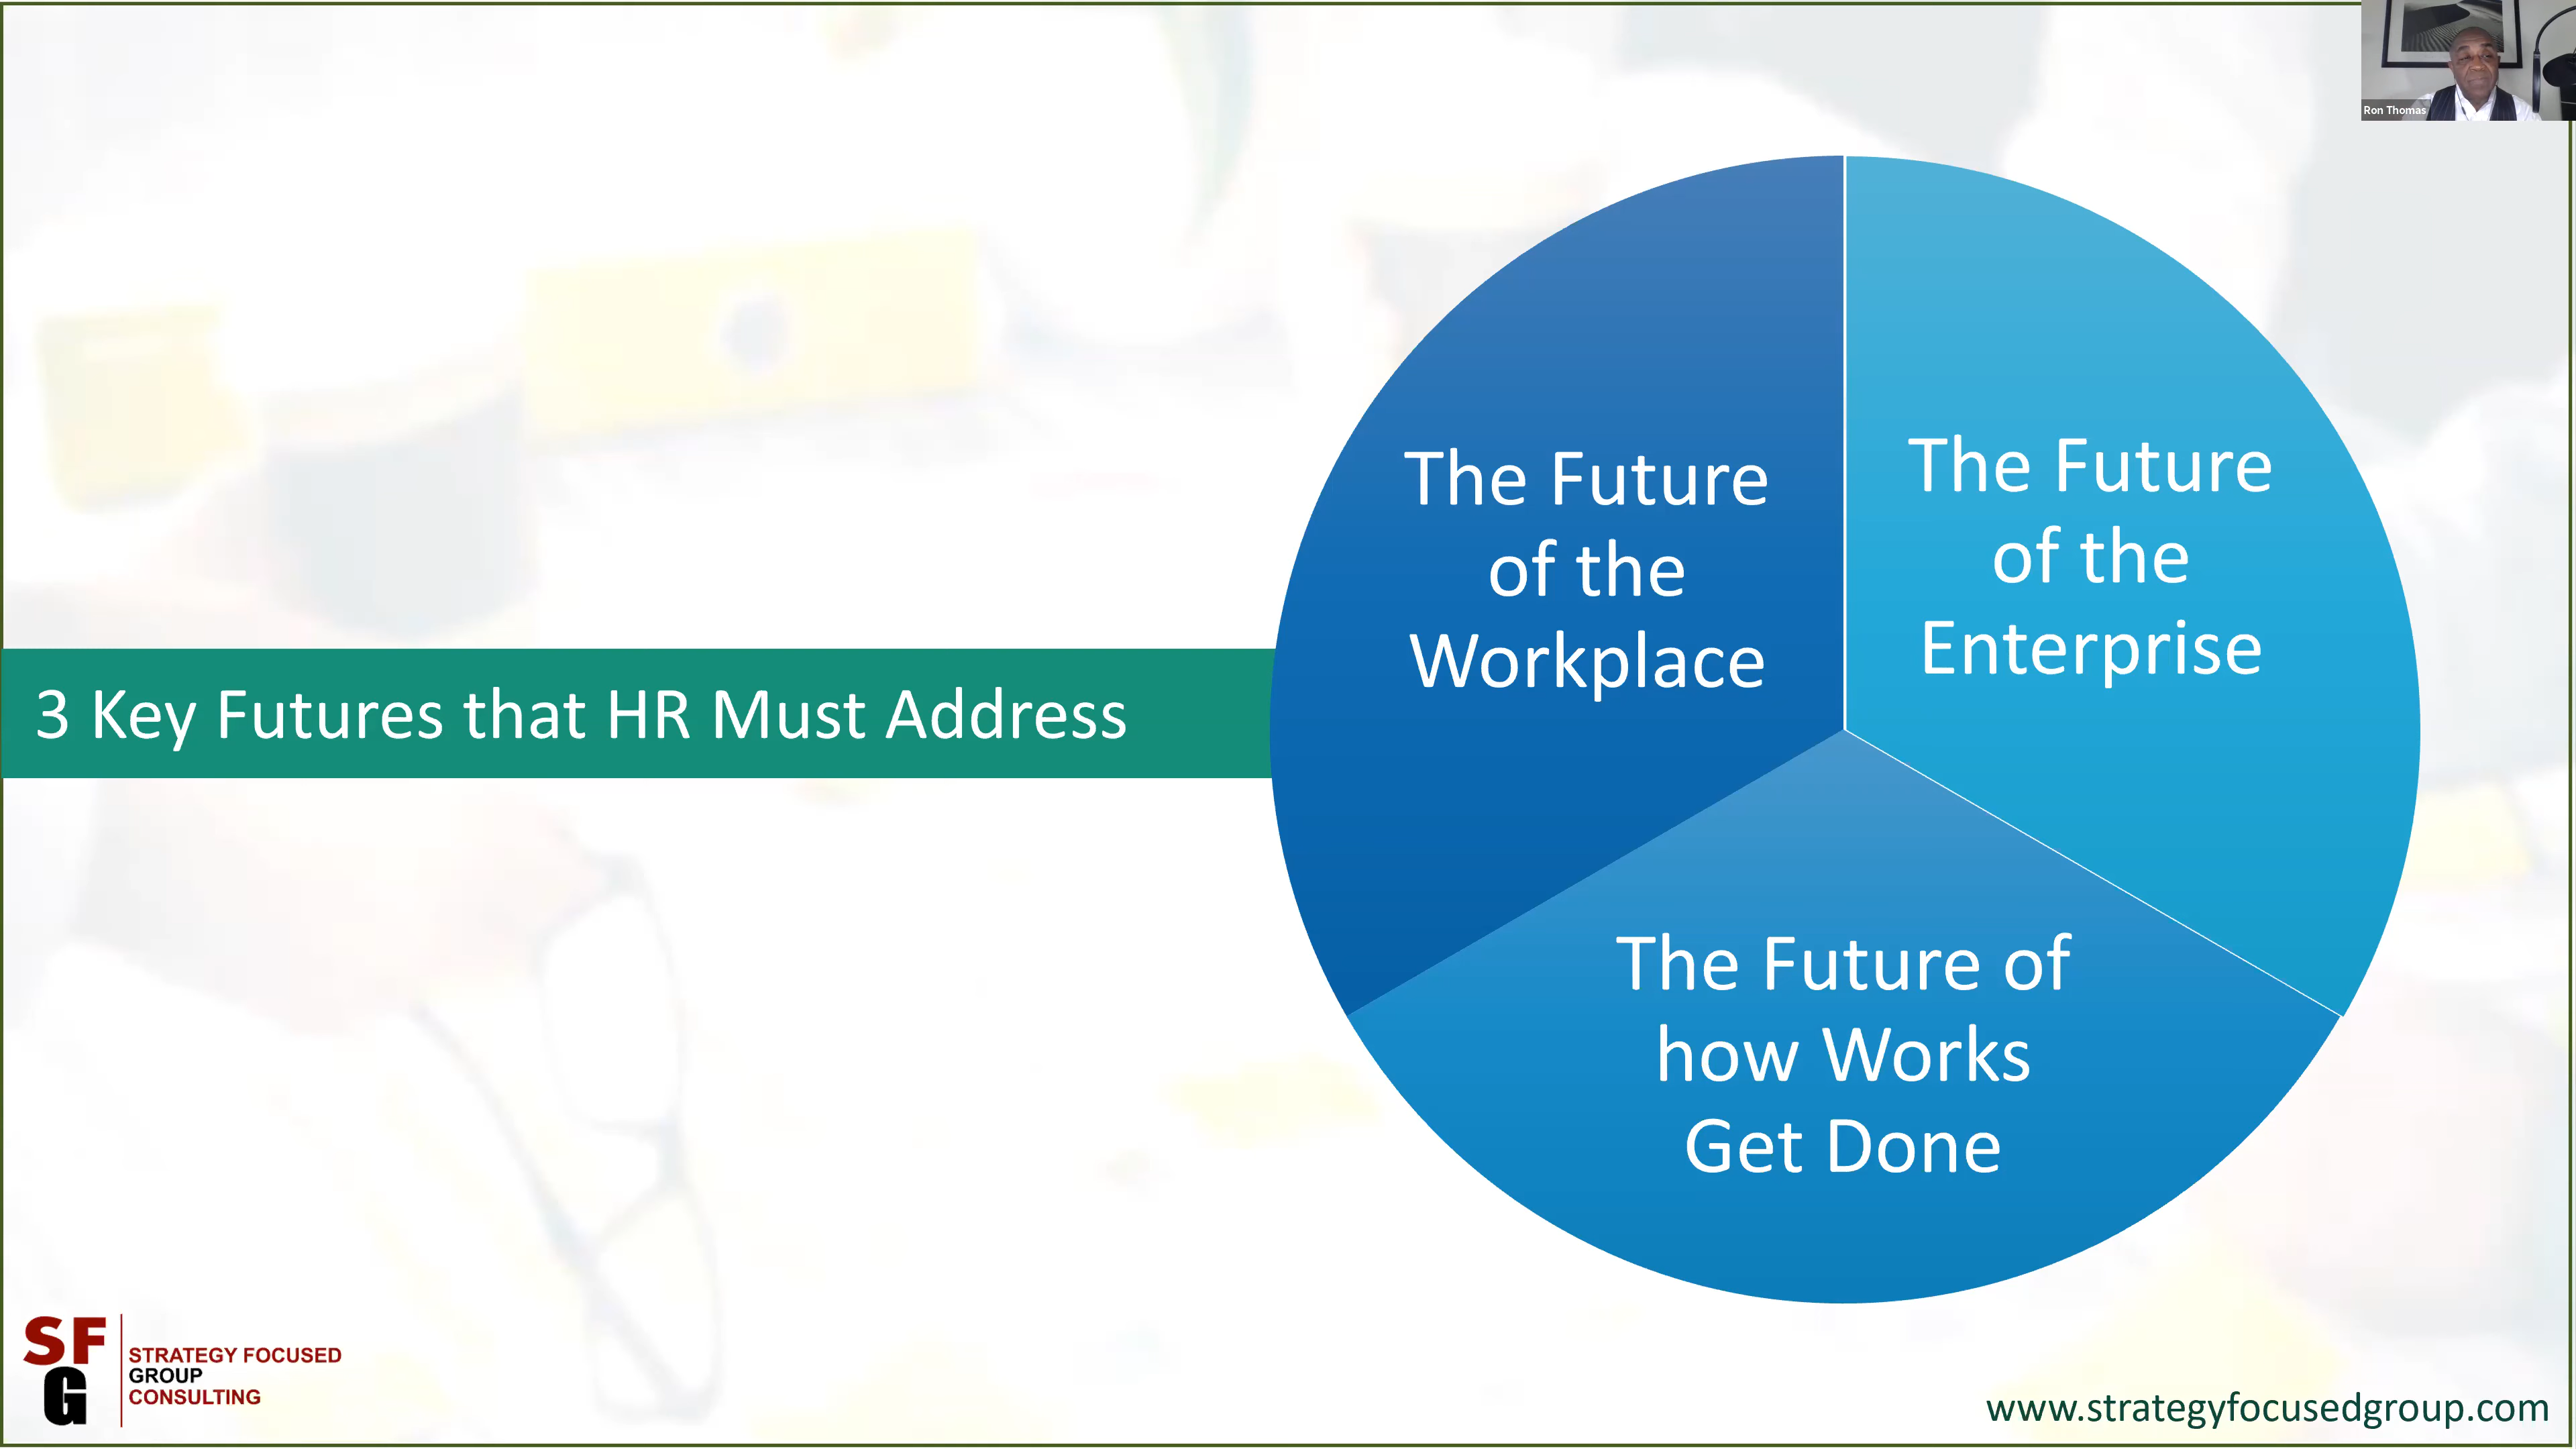 Ron Thomas
3 Key Futures that HR Must Address
The Future
of the
Workplace
The Future
of the
Enterprise
The Future of
how Works
Get Done
SF
G
STRATEGY FOCUSED
GROUP
CONSULTING
www.strategyfocusedgroup.com